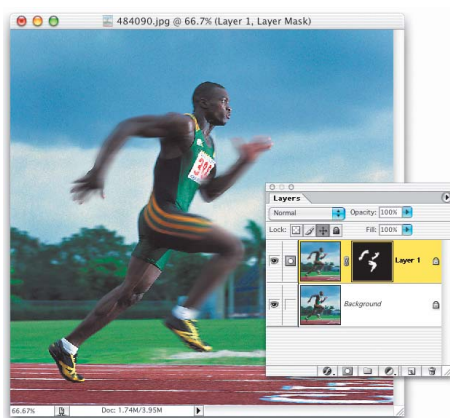 484090.jpg @ 66.7% (Layer 1, Layer Mask)
Layers
Normal
Opacity: 100%
Lock:
Fill: 100%
Layer 1
Background
66.67%
Doc: 1.74M/3.95M